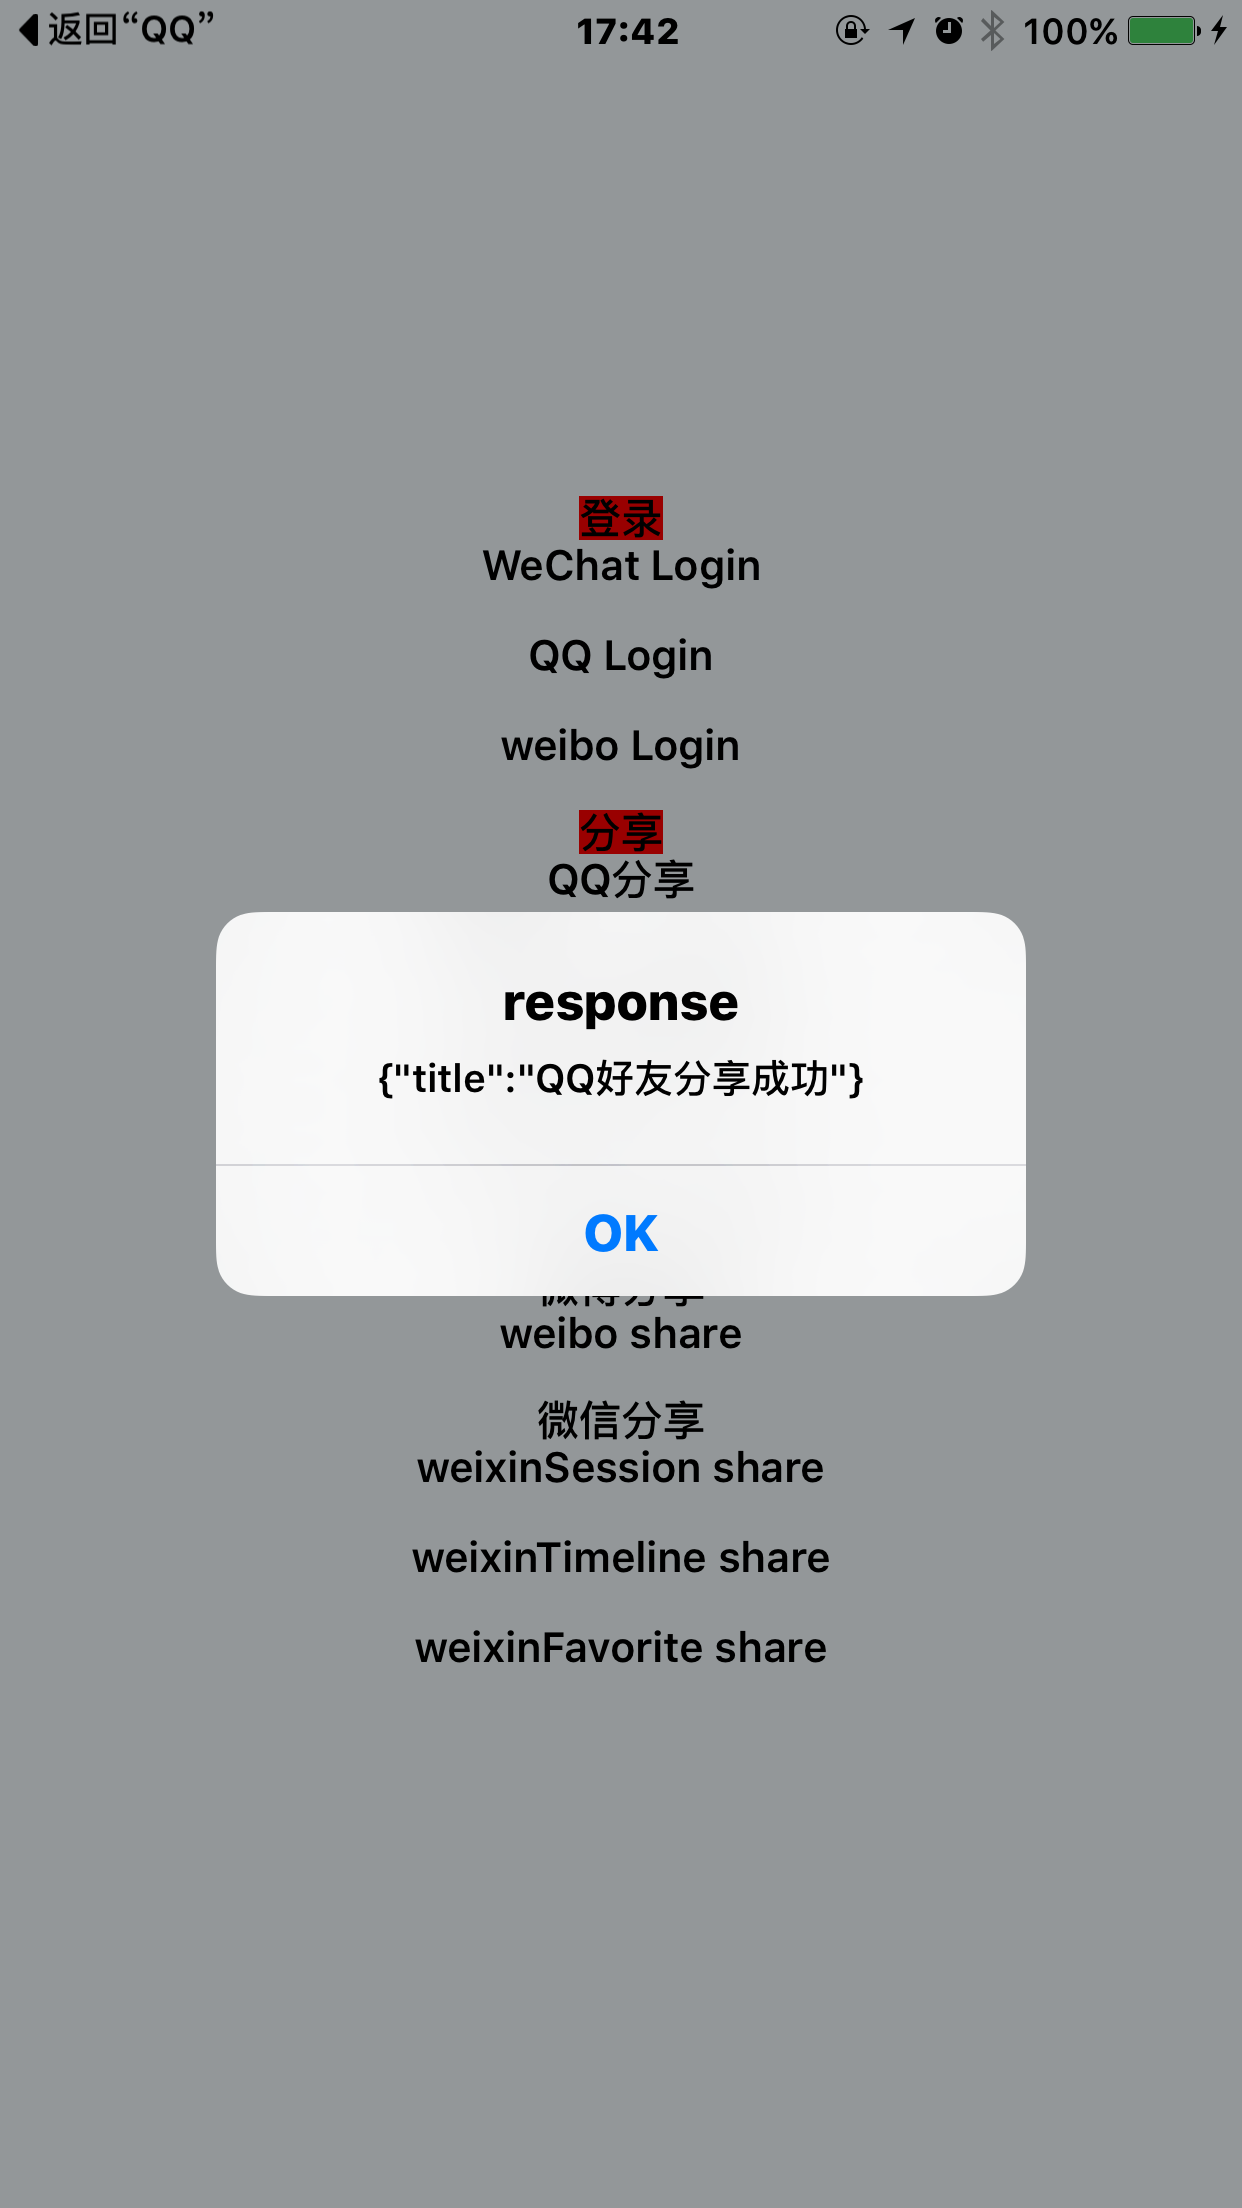 返回“QQ”
17:42
100%
登录
WeChat Login
QQ Login
weibo Login
分享
QQ分享
response
{"title":"QQ好友分享成功"}
OK
weibo share
微信分享
weixinSession share
weixinTimeline share
weixinFavorite share